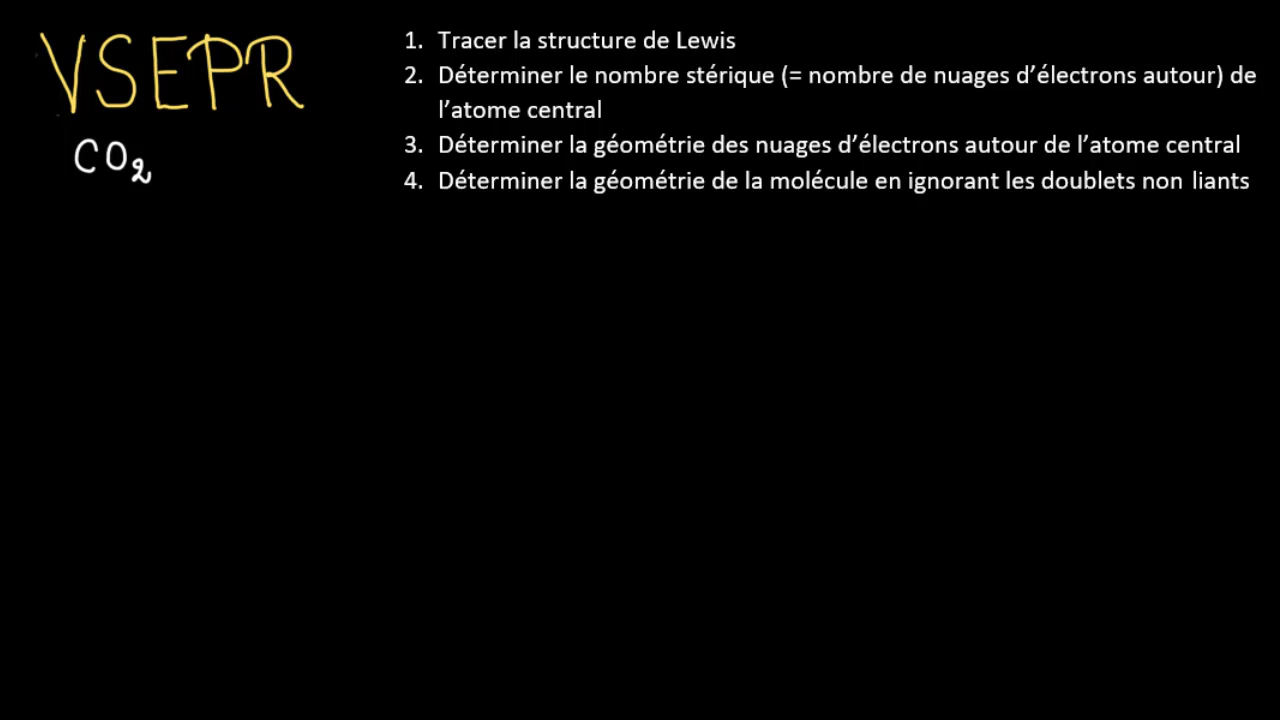 VSEPR
CO₂
1. Tracer la structure de Lewis
2. Déterminer le nombre stérique (= nombre de nuages d’électrons autour) de
l’atome central
3. Déterminer la géométrie des nuages d’électrons autour de l’atome central
4. Déterminer la géométrie de la molécule en ignorant les doublets non liants